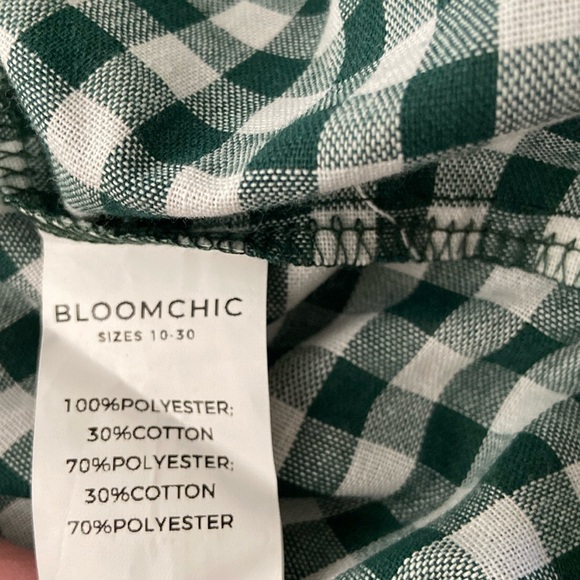 BLOOMCHIC
SIZES 10-30
100%POLYESTER;
30%COTTON
70%POLYESTER;
30%COTTON
70%POLYESTER